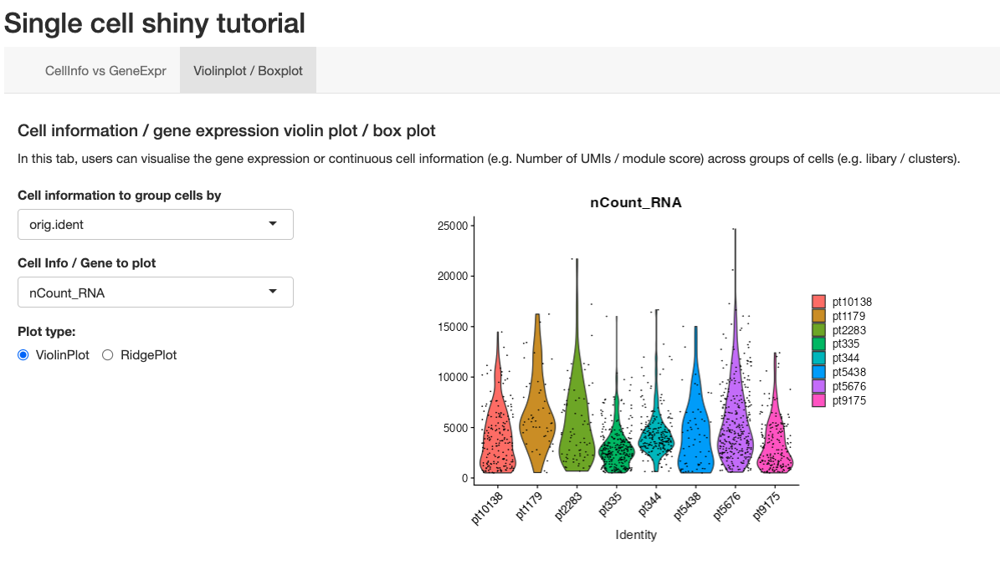 Single cell shiny tutorial
CellInfo vs GeneExpr
Violinplot / Boxplot
Cell information / gene expression violin plot / box plot
In this tab, users can visualise the gene expression or continuous cell information (e.g. Number of UMIs / module score) across groups of cells (e.g. libary / clusters).
Cell information to group cells by
orig.ident
Cell Info / Gene to plot
nCount_RNA
Plot type:
ViolinPlot
RidgePlot
nCount_RNA
25000
20000
15000
10000
5000
0
pt10138
pt1179
pt2283
pt335
pt344
pt5438
pt5676
pt9175
Identity
pt10138
pt1179
pt2283
pt335
pt344
pt5438
pt5676
pt9175